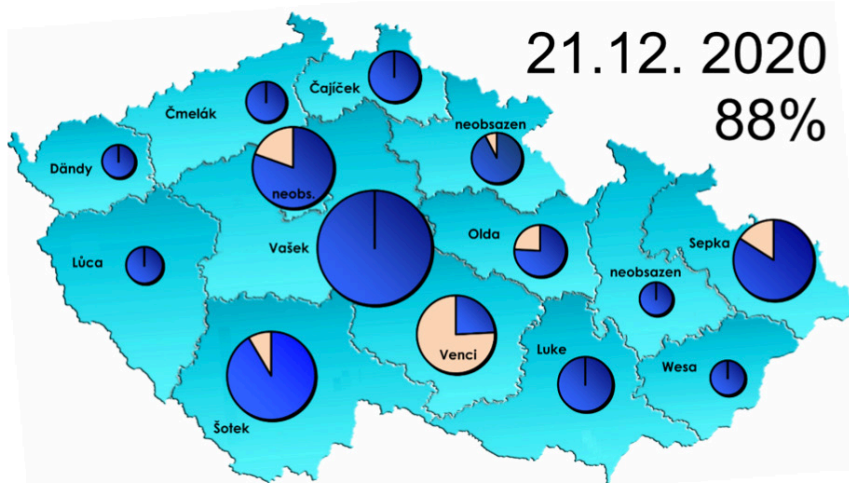 21.12. 2020
88%
Čajíček
Čmelák
neobsazen
Dändy
neobs.
Olda
Vašek
Sepka
Lůca
neobsazen
Venci
Luke
Wesa
Šotek